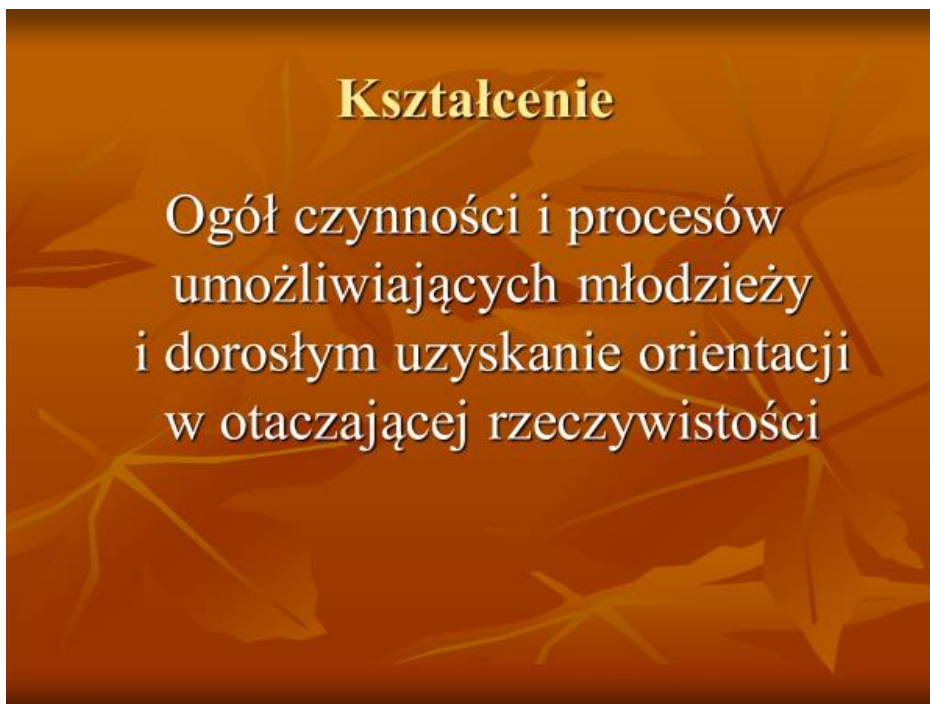 Kształcenie
Ogół czynności i procesów
umożliwiających młodzieży
i dorosłym uzyskanie orientacji
w otaczającej rzeczywistości